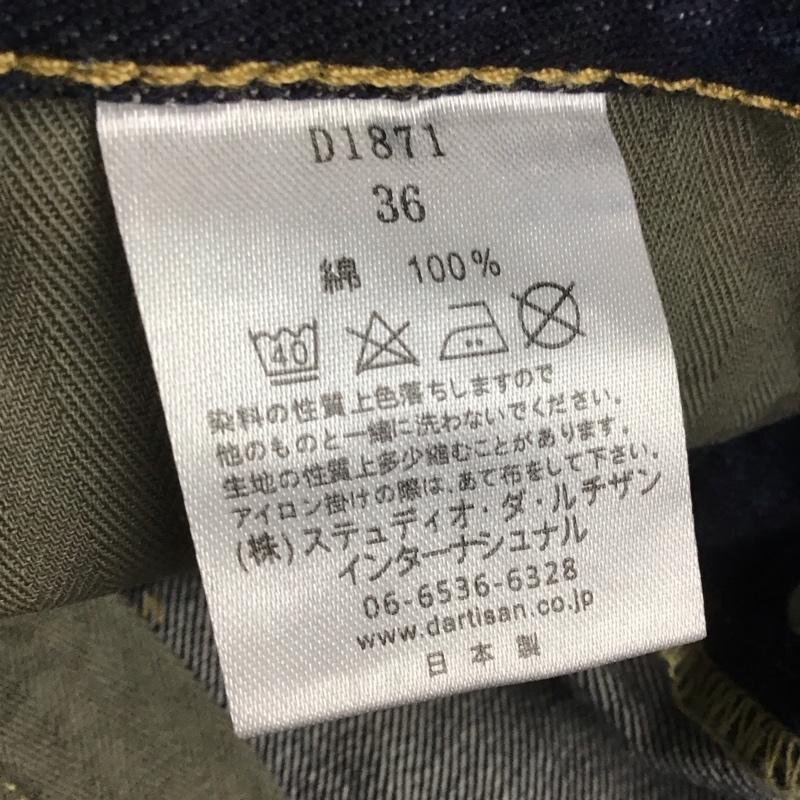 D1871
36
綿 100%
40
染料の性質上色落ちしますので
他のものと一緒に洗わないでください。
生地の性質上多少縮むことがあります。
アイロン掛けの際は、あて布をして下さい。
(株)ステュディオ・ダ・ルチザン
インターナショナル
06-6536-6328
www.dartisan.co.jp
日本製